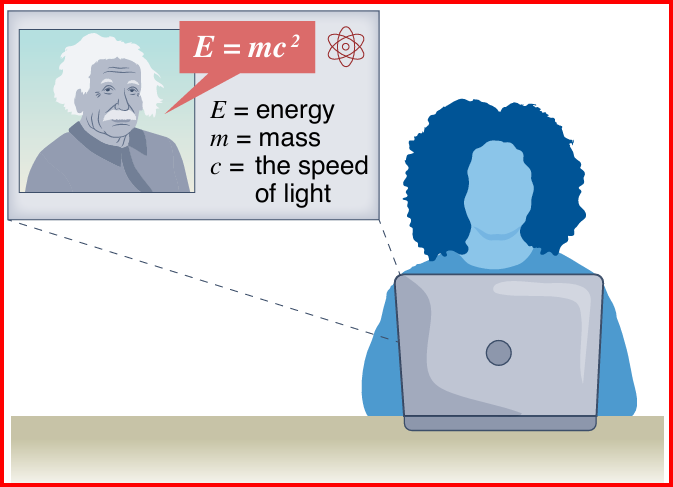 E = mc²
E = energy
m = mass
c = the speed
of light